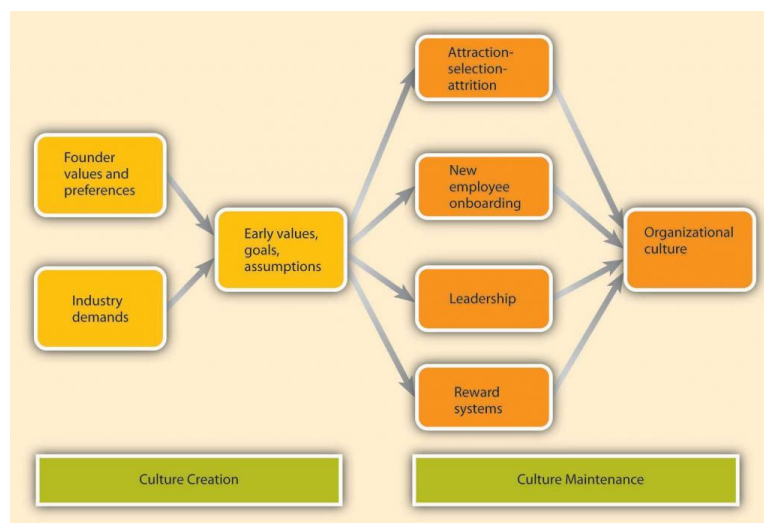 Founder
values and
preferences
Industry
demands
Early values,
goals,
assumptions
Attraction-
selection-
attrition
New
employee
onboarding
Leadership
Reward
systems
Organizational
culture
Culture Creation
Culture Maintenance